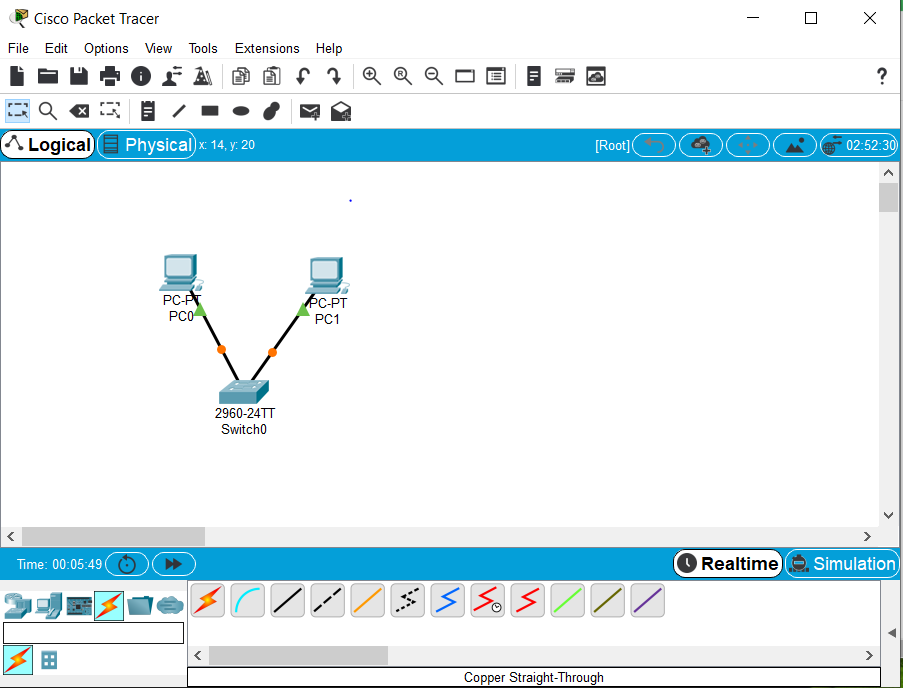 Cisco Packet Tracer
File Edit Options View Tools Extensions Help
?
Logical Physical x: 14, y: 20 [Root] 02:52:30
PC-PT
PC0
PC-PT
PC1
2960-24TT
Switch0
Time: 00:05:49 Realtime Simulation
Copper Straight-Through